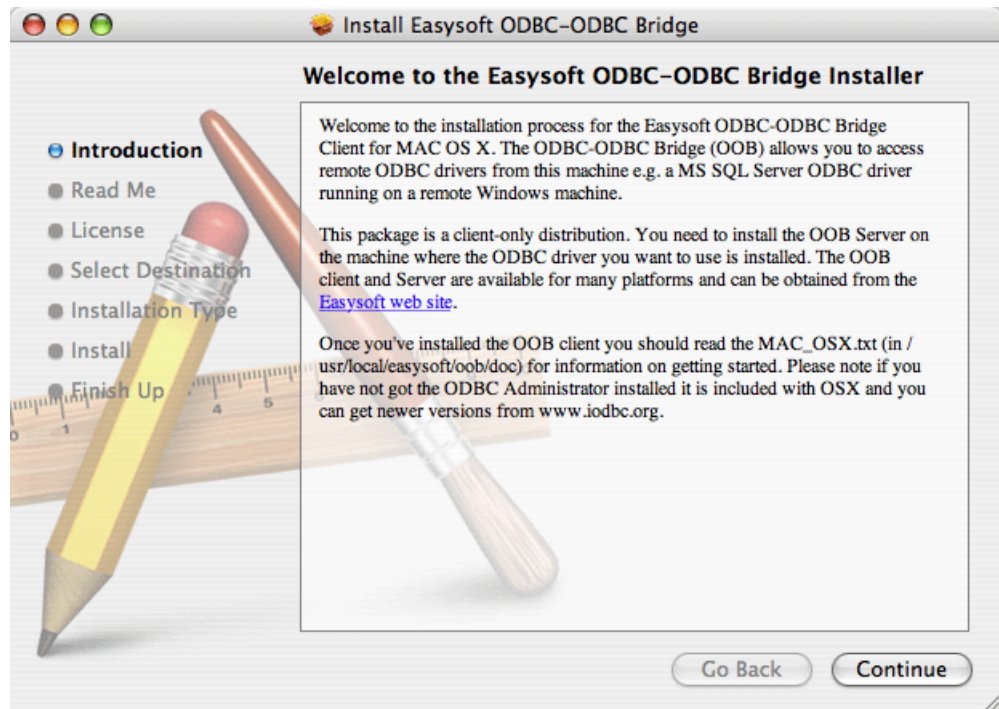 Install Easysoft ODBC-ODBC Bridge
Welcome to the Easysoft ODBC-ODBC Bridge Installer
Introduction
Read Me
License
Select Destination
Installation Type
Install
Finish Up
Welcome to the installation process for the Easysoft ODBC-ODBC Bridge
Client for MAC OS X. The ODBC-ODBC Bridge (OOB) allows you to access
remote ODBC drivers from this machine e.g. a MS SQL Server ODBC driver
running on a remote Windows machine.
This package is a client-only distribution. You need to install the OOB Server on
the machine where the ODBC driver you want to use is installed. The OOB
client and Server are available for many platforms and can be obtained from the
Easysoft web site.
Once you've installed the OOB client you should read the MAC_OSX.txt (in /
usr/local/easysoft/oob/doc) for information on getting started. Please note if you
have not got the ODBC Administrator installed it is included with OSX and you
can get newer versions from www.iodbc.org.
0 1 4 5
Go Back
Continue